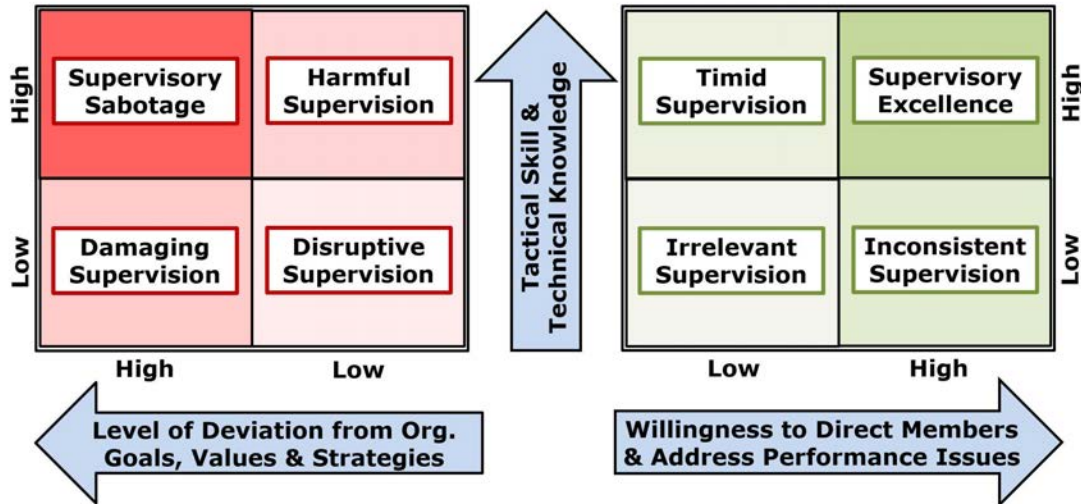 High
Low
Supervisory
Sabotage
Harmful
Supervision
Damaging
Supervision
Disruptive
Supervision
High
Low
Level of Deviation from Org.
Goals, Values & Strategies
Tactical Skill &
Technical Knowledge
Timid
Supervision
Supervisory
Excellence
Irrelevant
Supervision
Inconsistent
Supervision
High
Low
Low
High
Willingness to Direct Members
& Address Performance Issues